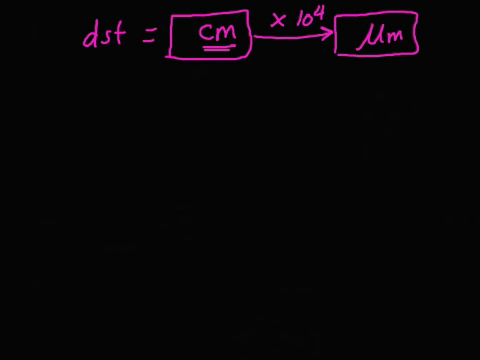 dst = cm × 10⁴ → μm